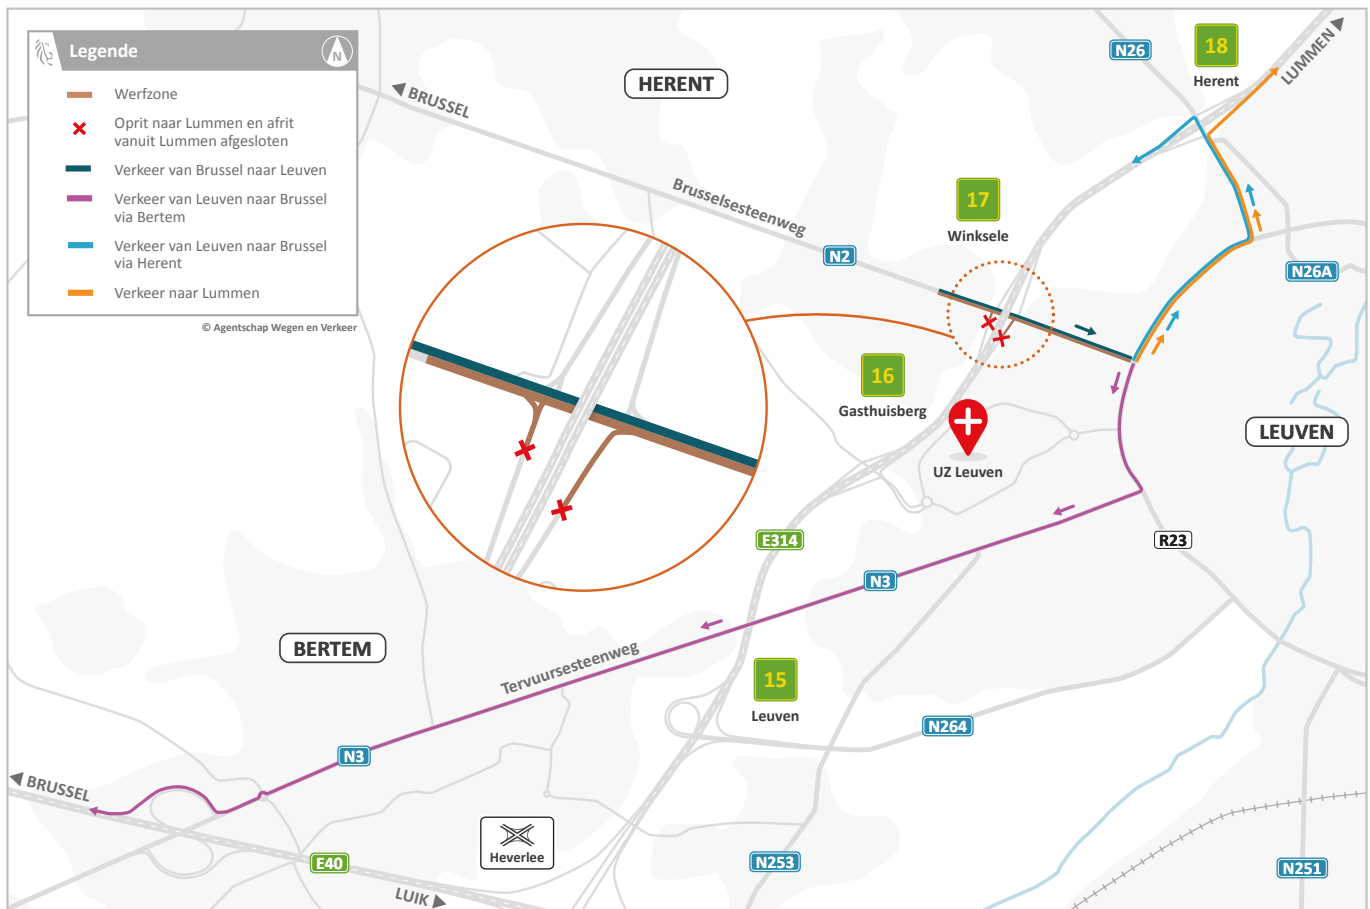 Legende
N
Werfzone
Oprit naar Lummen en afrit
vanuit Lummen afgesloten
Verkeer van Brussel naar Leuven
Verkeer van Leuven naar Brussel
via Bertem
Verkeer van Leuven naar Brussel
via Herent
Verkeer naar Lummen
© Agentschap Wegen en Verkeer
BRUSSEL
HERENT
N26
18
Herent
LUMMEN
Brusselsesteenweg
N2
17
Winksele
N26A
16
Gasthuisberg
UZ Leuven
LEUVEN
E314
R23
N3
BERTEM
Tervuursesteenweg
15
Leuven
N264
N3
BRUSSEL
E40
Heverlee
LUIK
N253
N251